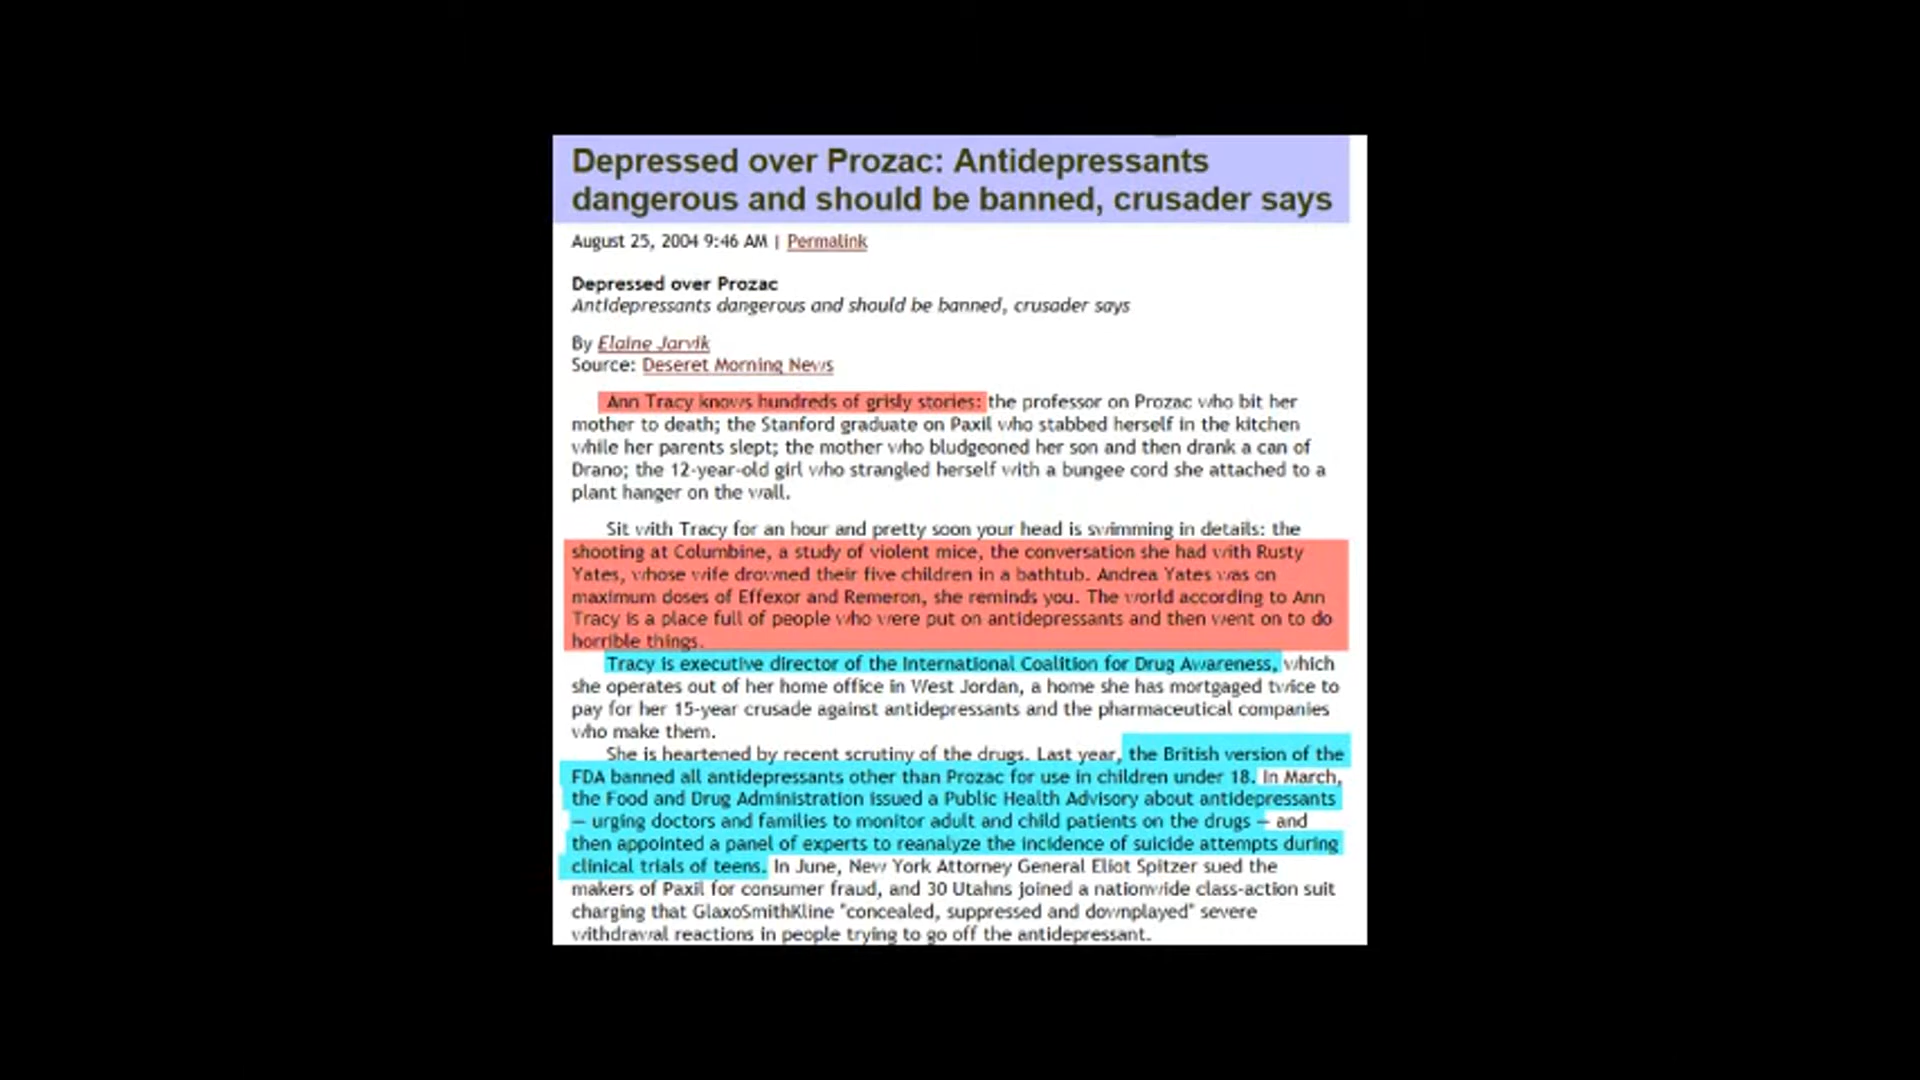 Depressed over Prozac: Antidepressants
dangerous and should be banned, crusader says
August 25, 2004 9:46 AM | Permalink
Depressed over Prozac
Antidepressants dangerous and should be banned, crusader says
By Elaine Jarvik
Source: Deseret Morning News
Ann Tracy knows hundreds of grisly stories: the professor on Prozac who bit her
mother to death; the Stanford graduate on Paxil who stabbed herself in the kitchen
while her parents slept; the mother who bludgeoned her son and then drank a can of
Drano; the 12-year-old girl who strangled herself with a bungee cord she attached to a
plant hanger on the wall.
Sit with Tracy for an hour and pretty soon your head is swimming in details: the
shooting at Columbine, a study of violent mice, the conversation she had with Rusty
Yates, whose wife drowned their five children in a bathtub. Andrea Yates was on
maximum doses of Effexor and Remeron, she reminds you. The world according to Ann
Tracy is a place full of people who were put on antidepressants and then went on to do
horrible things.
Tracy is executive director of the International Coalition for Drug Awareness, which
she operates out of her home office in West Jordan, a home she has mortgaged twice to
pay for her 15-year crusade against antidepressants and the pharmaceutical companies
who make them.
She is heartened by recent scrutiny of the drugs. Last year, the British version of the
FDA banned all antidepressants other than Prozac for use in children under 18. In March,
the Food and Drug Administration issued a Public Health Advisory about antidepressants
— urging doctors and families to monitor adult and child patients on the drugs — and
then appointed a panel of experts to reanalyze the incidence of suicide attempts during
clinical trials of teens. In June, New York Attorney General Eliot Spitzer sued the
makers of Paxil for consumer fraud, and 30 Utahns joined a nationwide class-action suit
charging that GlaxoSmithKline "concealed, suppressed and downplayed" severe
withdrawal reactions in people trying to go off the antidepressant.